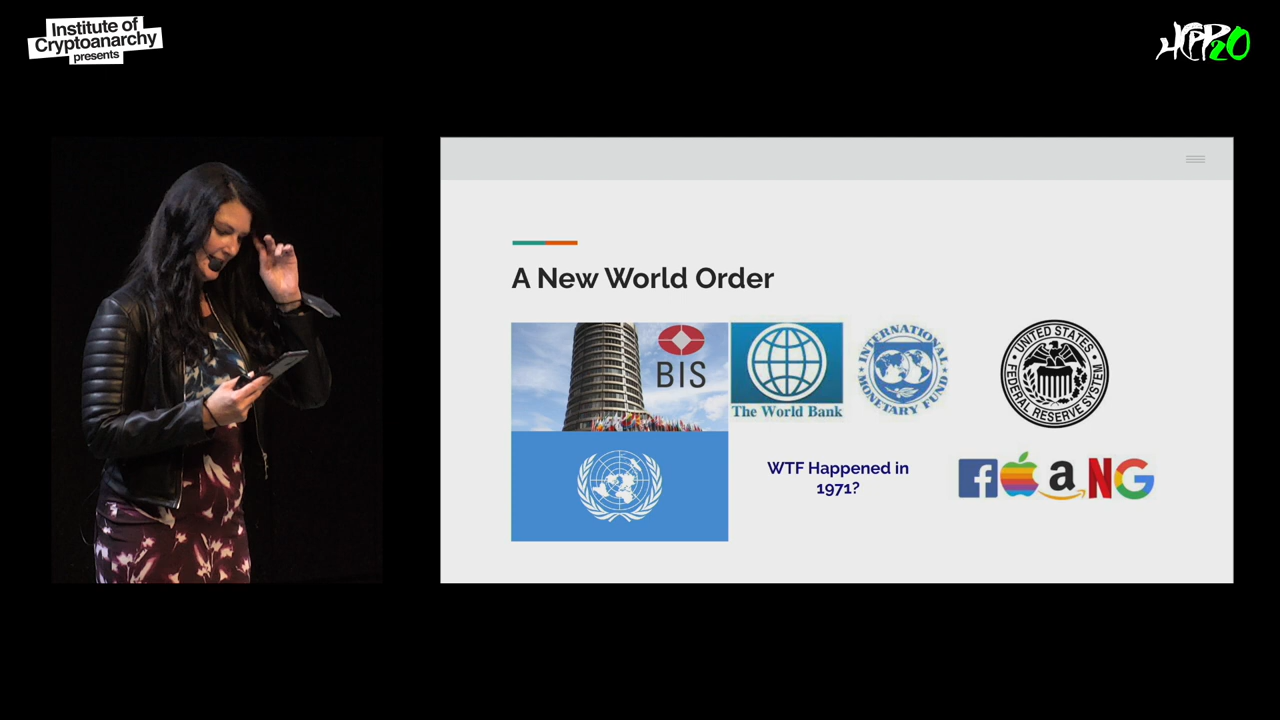 Institute of
Cryptoanarchy
presents
HCPP20
A New World Order
BIS
The World Bank
INTERNATIONAL MONETARY FUND
UNITED STATES
FEDERAL RESERVE SYSTEM
WTF Happened in
1971?
f a N G